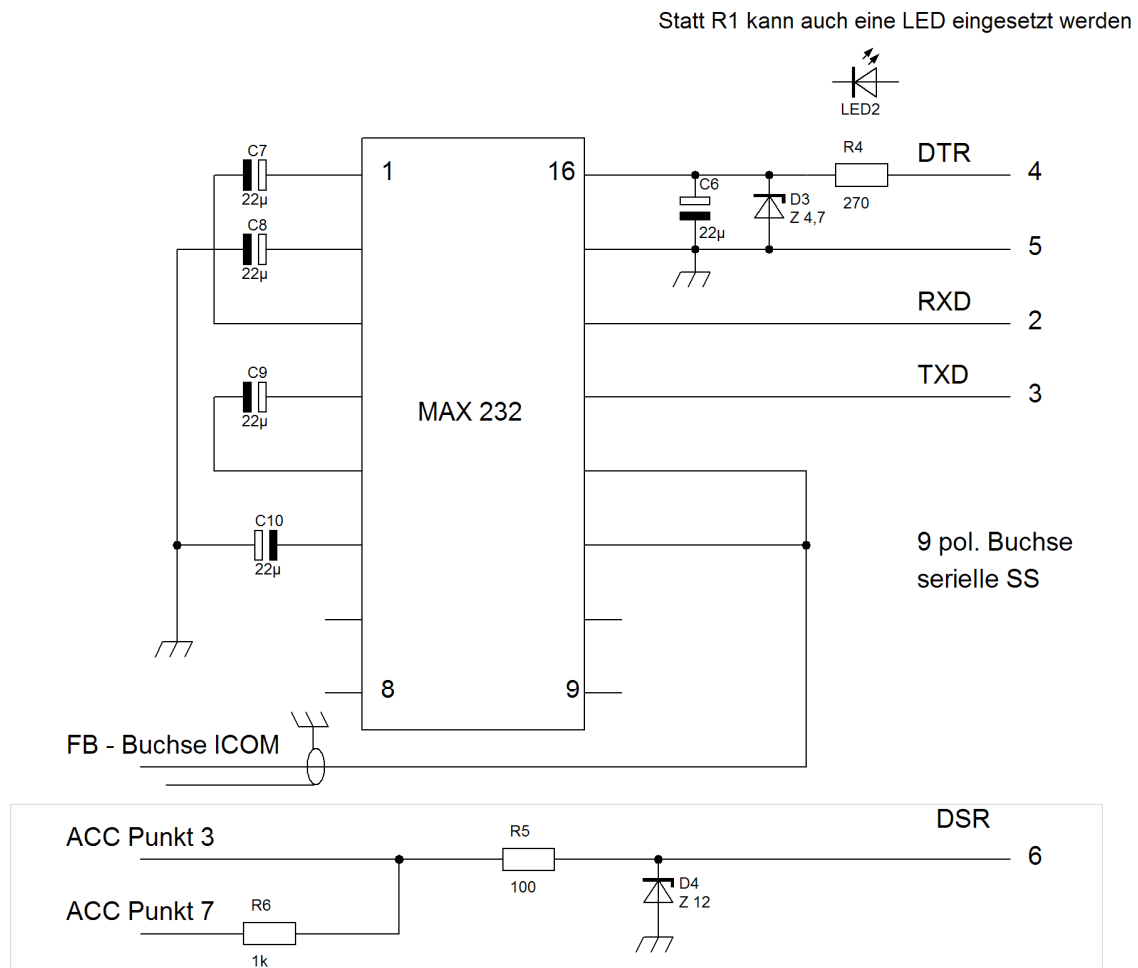 Statt R1 kann auch eine LED eingesetzt werden
LED2
C7
22µ
1
16
R4
270
DTR
4
C6
22µ
D3
Z 4,7
C8
22µ
5
RXD
2
C9
22µ
MAX 232
TXD
3
C10
22µ
9 pol. Buchse
serielle SS
8
9
FB - Buchse ICOM
ACC Punkt 3
R5
100
DSR
6
D4
Z 12
ACC Punkt 7
R6
1k